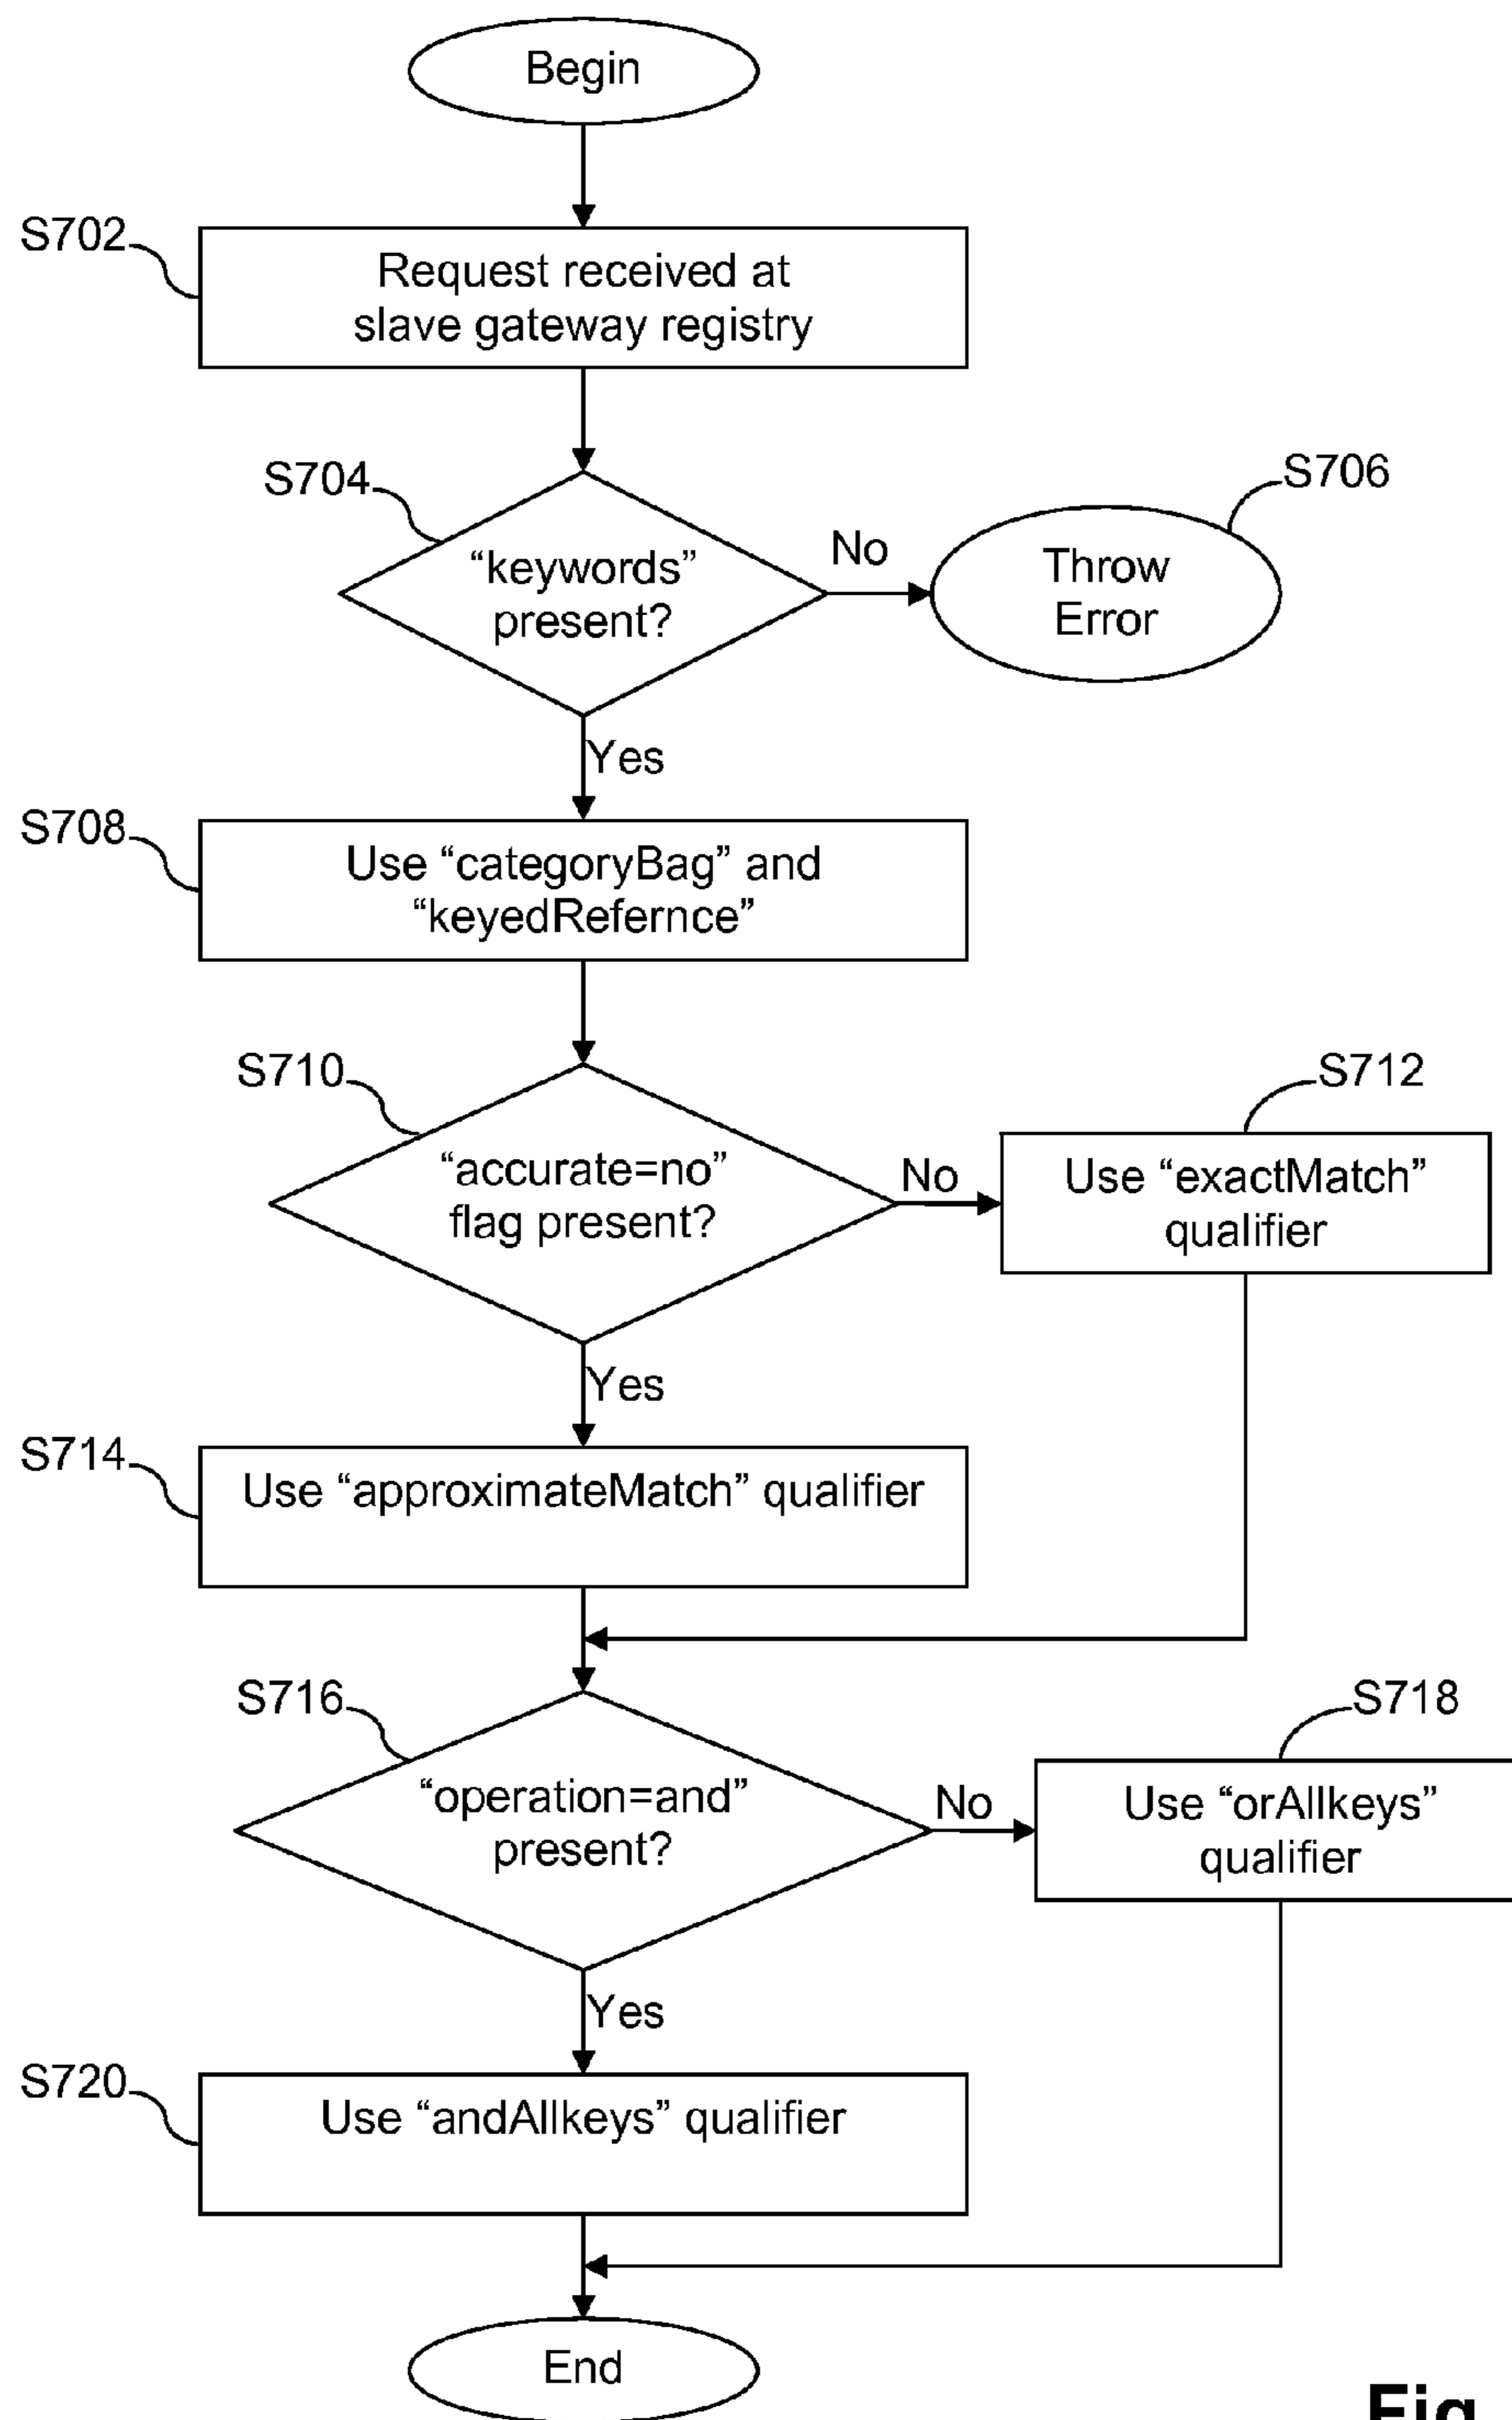 Begin
S702
Request received at
slave gateway registry
S704
"keywords"
present?
No
S706
Throw
Error
Yes
S708
Use “categoryBag” and
“keyedRefernce”
S710
“accurate=no”
flag present?
No
S712
Use “exactMatch”
qualifier
Yes
S714
Use “approximateMatch” qualifier
S716
“operation=and”
present?
No
S718
Use “orAllkeys”
qualifier
Yes
S720
Use “andAllkeys” qualifier
End
Fig